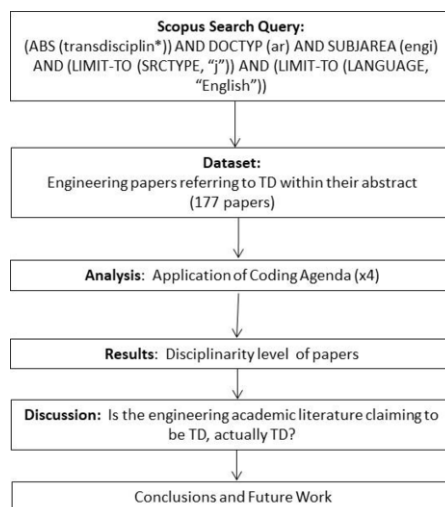 Scopus Search Query:
(ABS (transdisciplin*)) AND DOCTYP (ar) AND SUBJAREA (engi)
AND (LIMIT-TO (SRCTYPE, “j”)) AND (LIMIT-TO (LANGUAGE,
“English”))
Dataset:
Engineering papers referring to TD within their abstract
(177 papers)
Analysis: Application of Coding Agenda (x4)
Results: Disciplinarity level of papers
Discussion: Is the engineering academic literature claiming to
be TD, actually TD?
Conclusions and Future Work